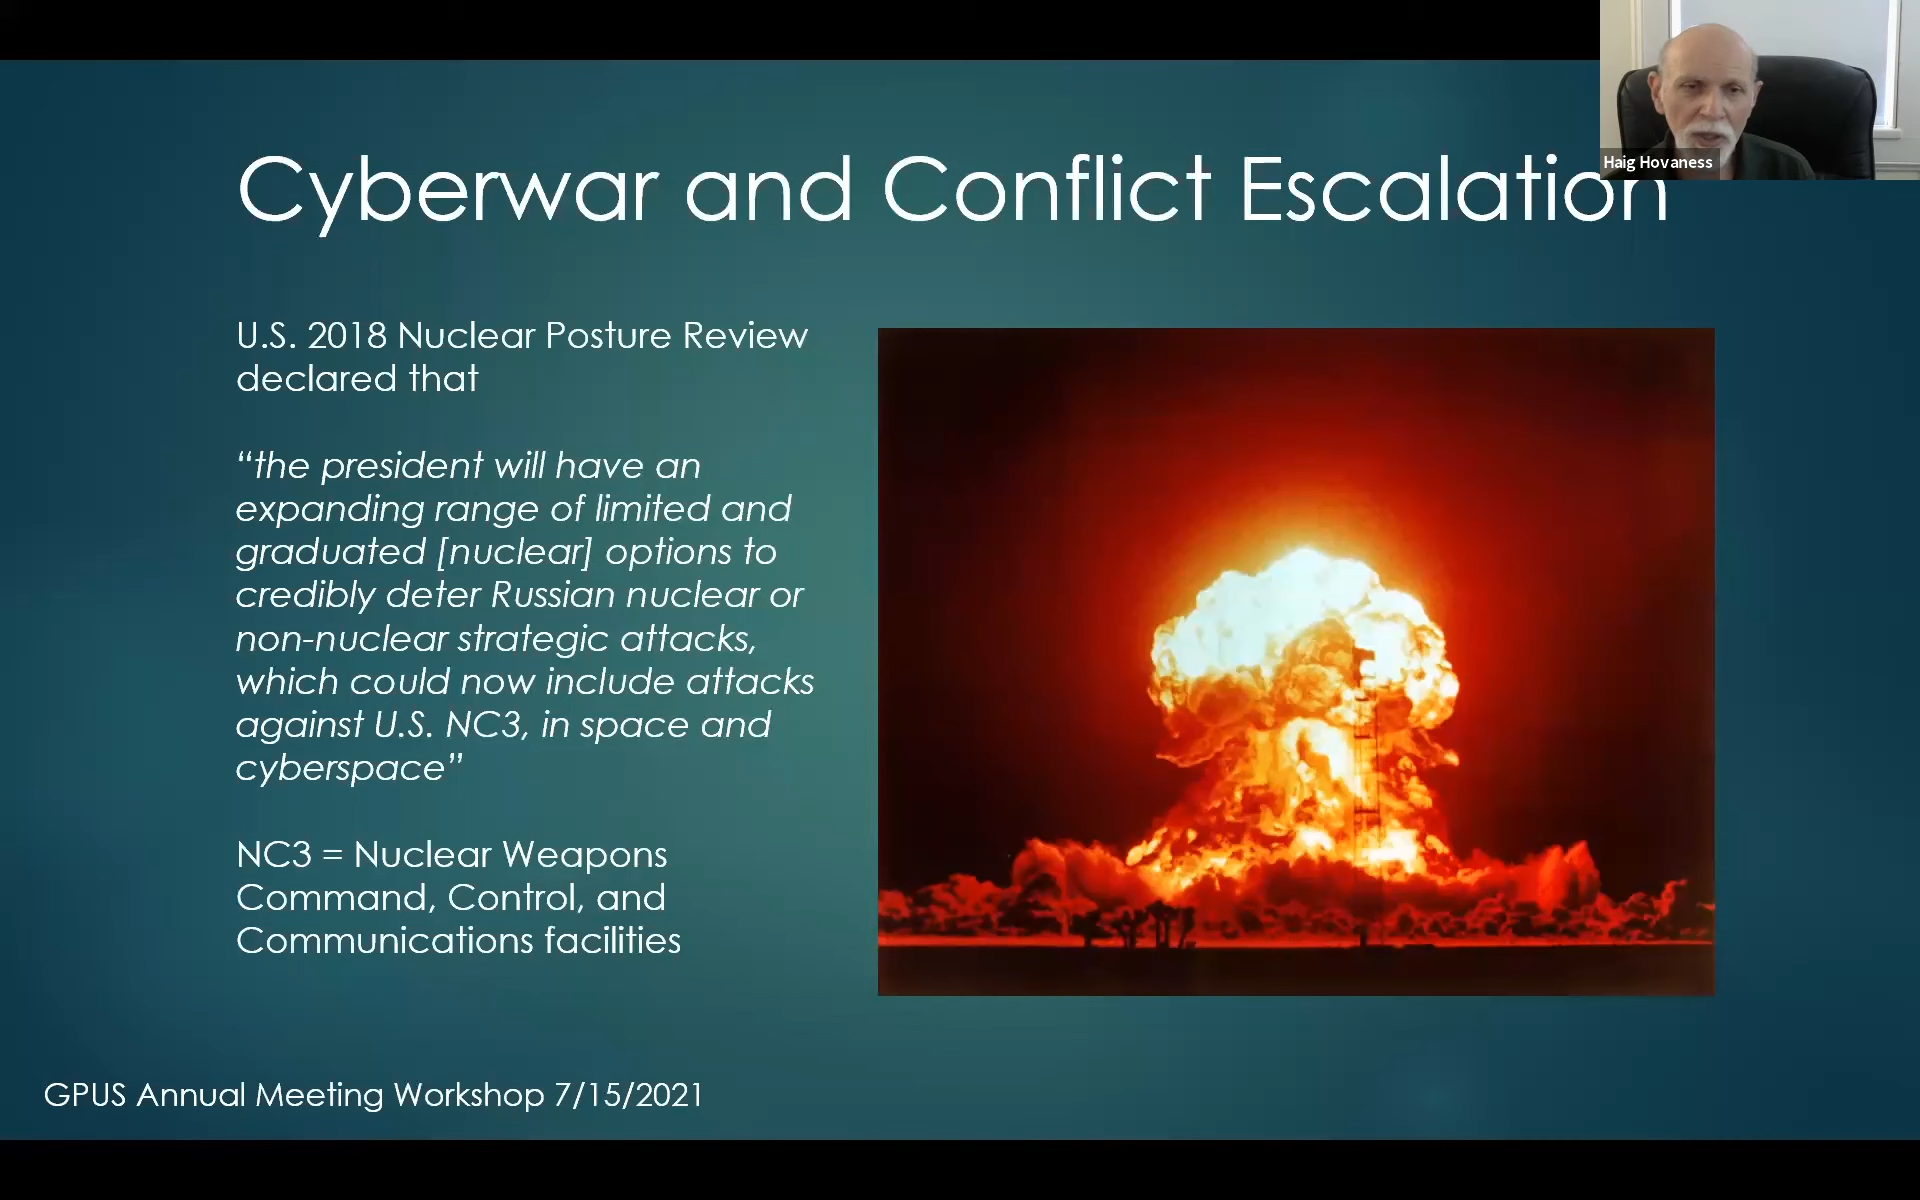 Haig Hovaness
Cyberwar and Conflict Escalation
U.S. 2018 Nuclear Posture Review
declared that
“the president will have an
expanding range of limited and
graduated [nuclear] options to
credibly deter Russian nuclear or
non-nuclear strategic attacks,
which could now include attacks
against U.S. NC3, in space and
cyberspace”
NC3 = Nuclear Weapons
Command, Control, and
Communications facilities
GPUS Annual Meeting Workshop 7/15/2021